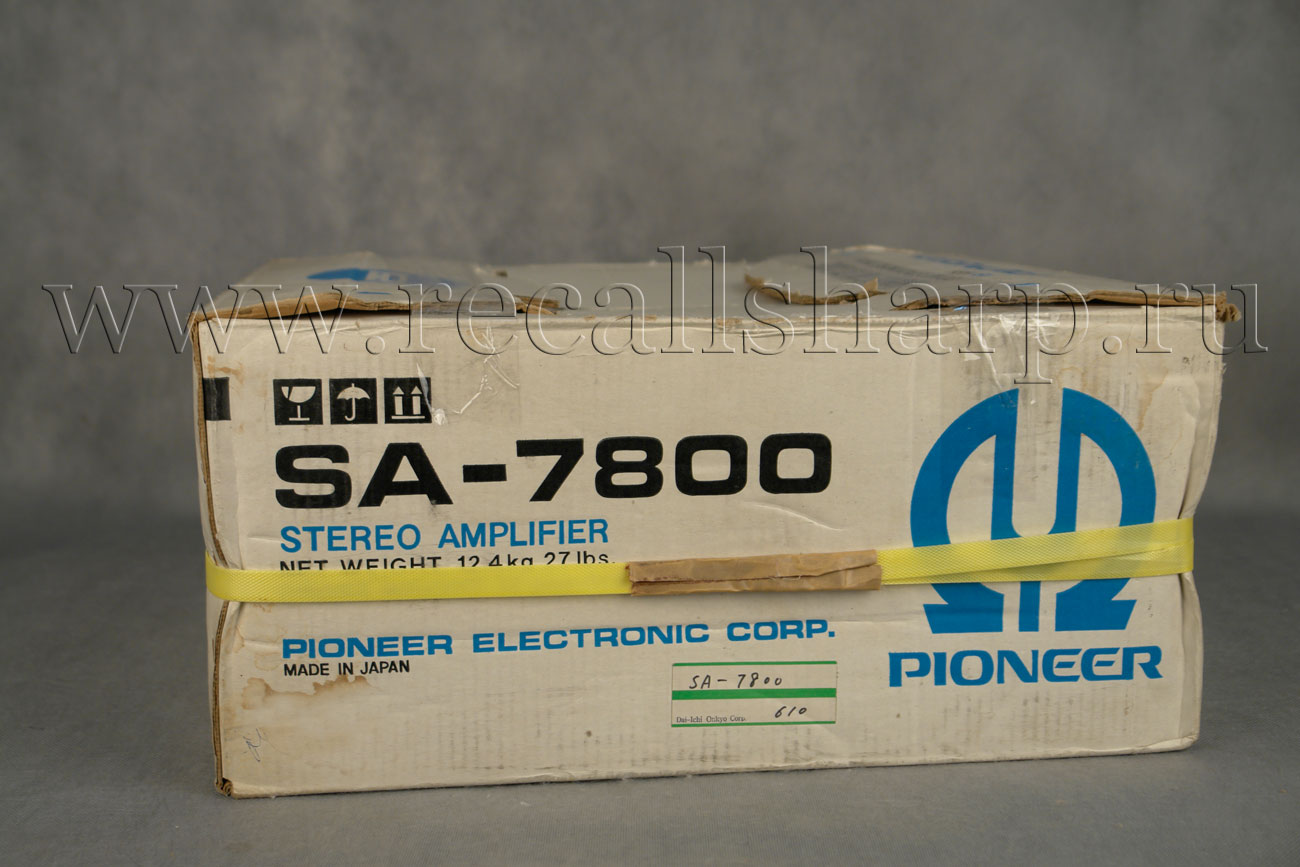 www.recallsharp.ru
SA-7800
STEREO AMPLIFIER
NET WEIGHT 12.4kg 27lbs.
PIONEER ELECTRONIC CORP.
MADE IN JAPAN
PIONEER
SA-7800
Dai-Ichi Onkyo Corp. 610